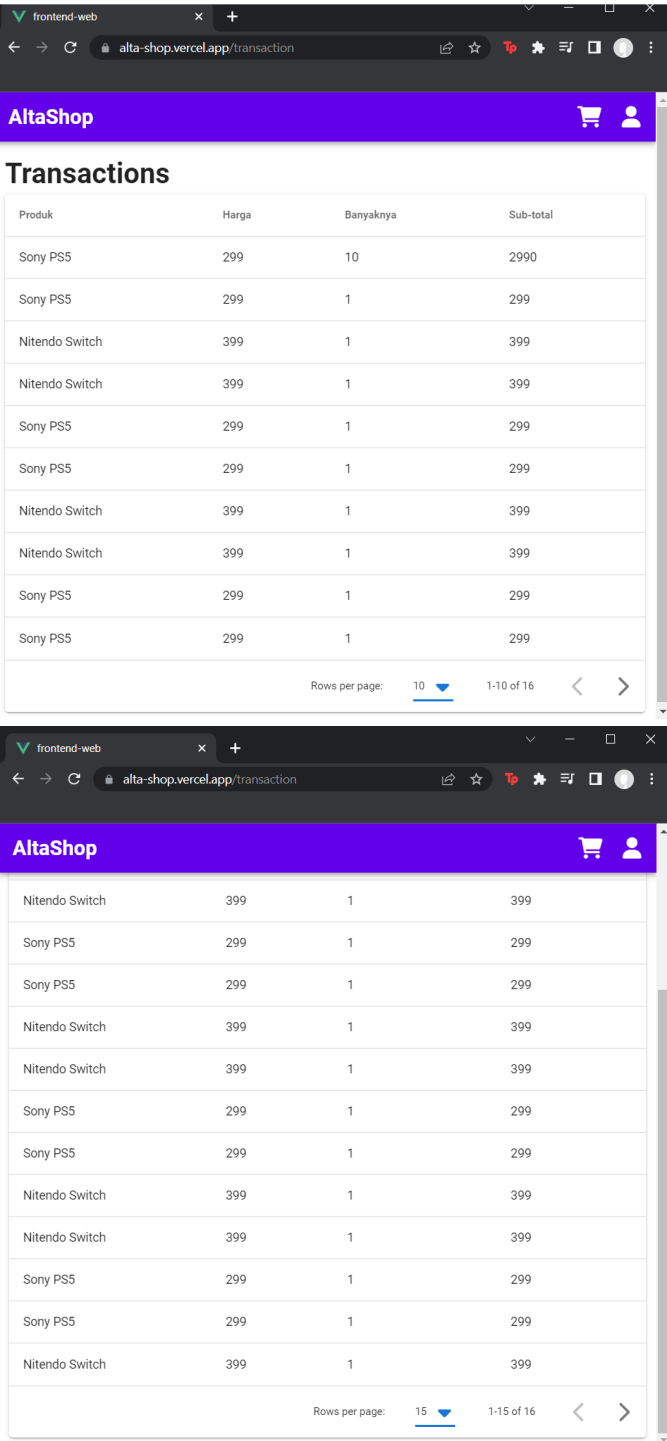 frontend-web
alta-shop.vercel.app/transaction
AltaShop
Transactions
Produk Harga Banyaknya Sub-total
Sony PS5 299 10 2990
Sony PS5 299 1 299
Nitendo Switch 399 1 399
Nitendo Switch 399 1 399
Sony PS5 299 1 299
Sony PS5 299 1 299
Nitendo Switch 399 1 399
Nitendo Switch 399 1 399
Sony PS5 299 1 299
Sony PS5 299 1 299
Rows per page: 10 1-10 of 16
frontend-web
alta-shop.vercel.app/transaction
AltaShop
Nitendo Switch 399 1 399
Sony PS5 299 1 299
Sony PS5 299 1 299
Nitendo Switch 399 1 399
Nitendo Switch 399 1 399
Sony PS5 299 1 299
Sony PS5 299 1 299
Nitendo Switch 399 1 399
Nitendo Switch 399 1 399
Sony PS5 299 1 299
Sony PS5 299 1 299
Nitendo Switch 399 1 399
Rows per page: 15 1-15 of 16